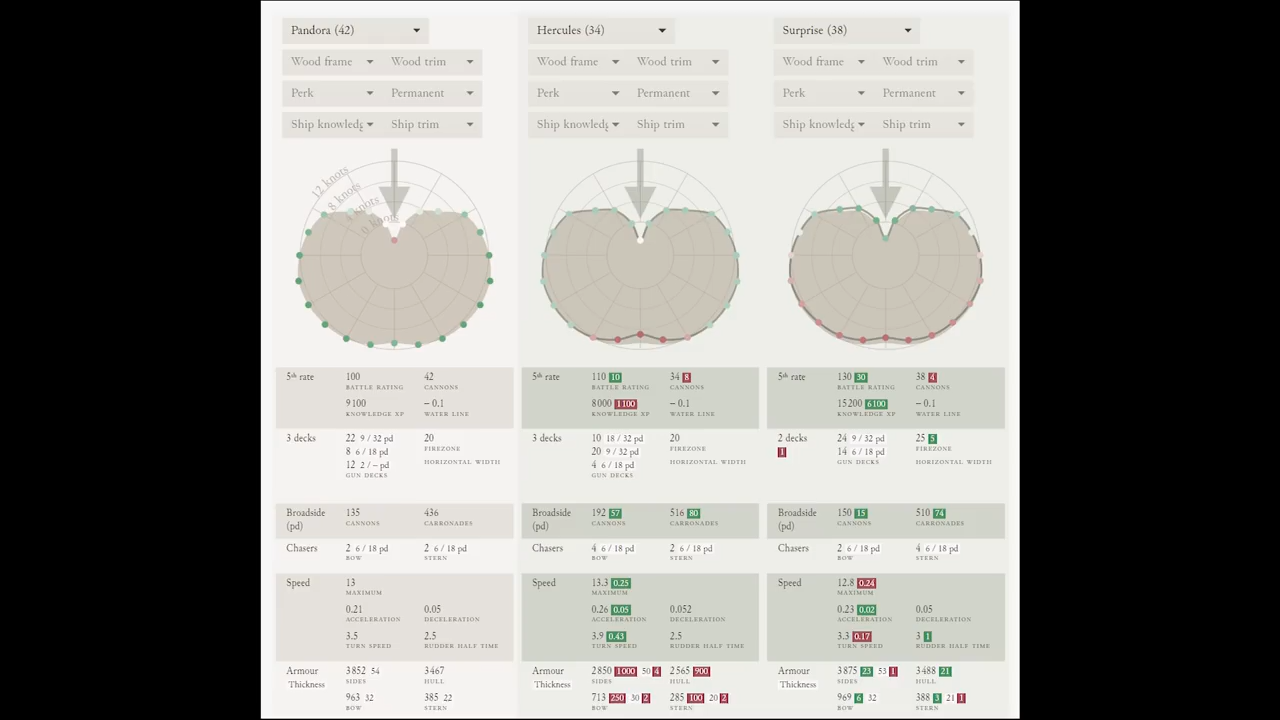 Pandora (42)
Wood frame Wood trim
Perk Permanent
Ship knowledg Ship trim
12 knots
8 knots
4 knots
0 knots
5th rate 100 42
BATTLE RATING CANNONS
9100 – 0.1
KNOWLEDGE XP WATER LINE
3 decks 22 9 / 32 pd 20
8 6 / 18 pd FIREZONE
12 2 / – pd HORIZONTAL WIDTH
GUN DECKS
Broadside (pd) 135 436
CANNONS CARRONADES
Chasers 2 6 / 18 pd 2 6 / 18 pd
BOW STERN
Speed 13
MAXIMUM
0.21 0.05
ACCELERATION DECELERATION
3.5 2.5
TURN SPEED RUDDER HALF TIME
Armour 3852 54 3467
Thickness SIDES HULL
963 32 385 22
BOW STERN
Hercules (34)
Wood frame Wood trim
Perk Permanent
Ship knowledg Ship trim
5th rate 110 10 34 8
BATTLE RATING CANNONS
8000 1100 – 0.1
KNOWLEDGE XP WATER LINE
3 decks 10 18 / 32 pd 20
20 9 / 32 pd FIREZONE
4 6 / 18 pd HORIZONTAL WIDTH
GUN DECKS
Broadside (pd) 192 57 516 80
CANNONS CARRONADES
Chasers 4 6 / 18 pd 2 6 / 18 pd
BOW STERN
Speed 13.3 0.25
MAXIMUM
0.26 0.05 0.052
ACCELERATION DECELERATION
3.9 0.43 2.5
TURN SPEED RUDDER HALF TIME
Armour 2850 1000 50 4 2565 900
Thickness SIDES HULL
713 250 30 2 285 100 20 2
BOW STERN
Surprise (38)
Wood frame Wood trim
Perk Permanent
Ship knowledg Ship trim
5th rate 130 30 38 4
BATTLE RATING CANNONS
15200 6100 – 0.1
KNOWLEDGE XP WATER LINE
2 decks 24 9 / 32 pd 25 5
1 14 6 / 18 pd FIREZONE
GUN DECKS HORIZONTAL WIDTH
Broadside (pd) 150 15 510 74
CANNONS CARRONADES
Chasers 2 6 / 18 pd 4 6 / 18 pd
BOW STERN
Speed 12.8 0.24
MAXIMUM
0.23 0.02 0.05
ACCELERATION DECELERATION
3.3 0.17 3 1
TURN SPEED RUDDER HALF TIME
Armour 3875 23 53 1 3488 21
Thickness SIDES HULL
969 6 32 388 3 21 1
BOW STERN